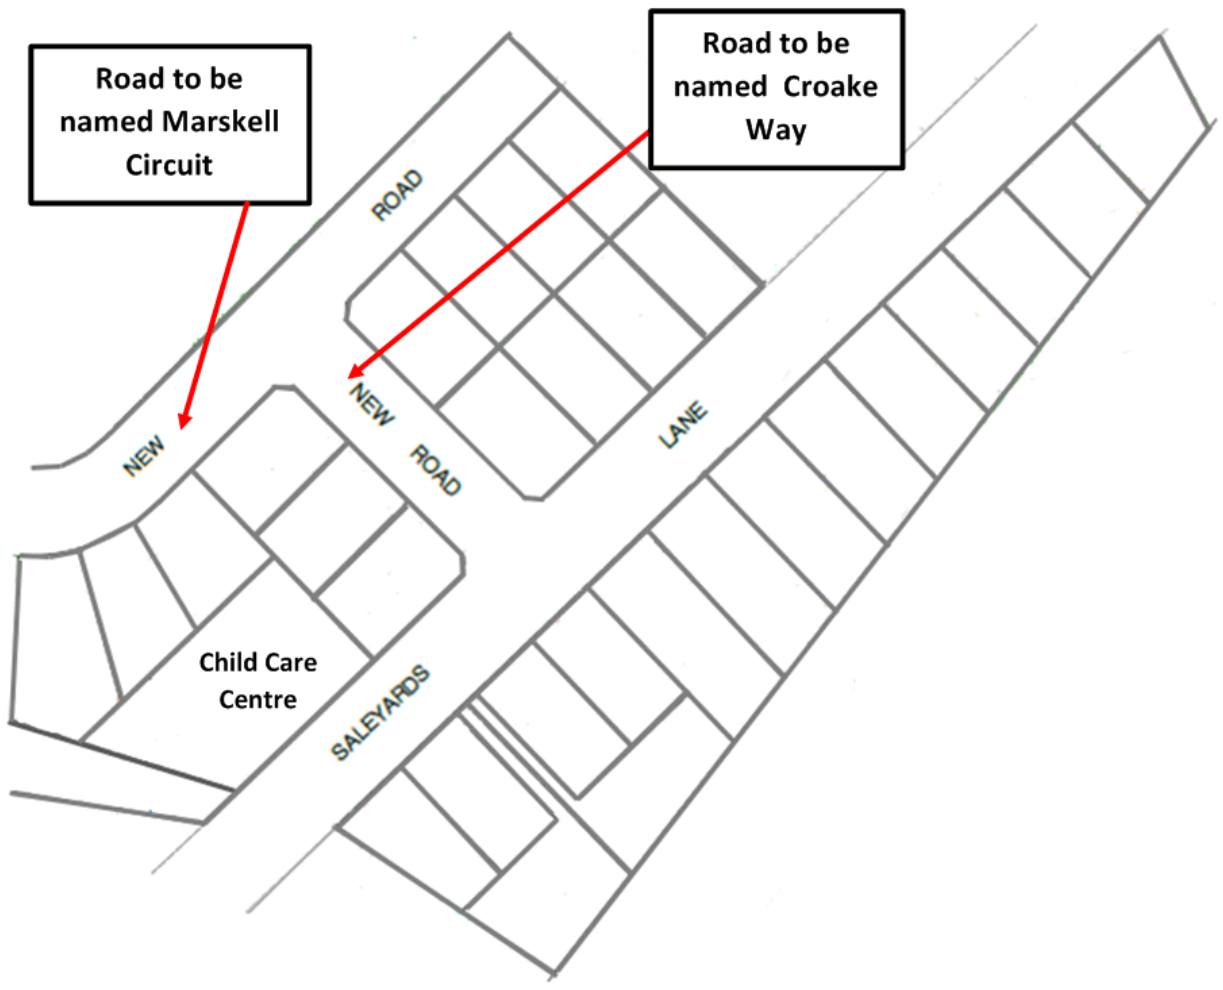 Road to be
named Marskell
Circuit
Road to be
named Croake
Way
ROAD
NEW
NEW
ROAD
LANE
Child Care
Centre
SALEYARDS